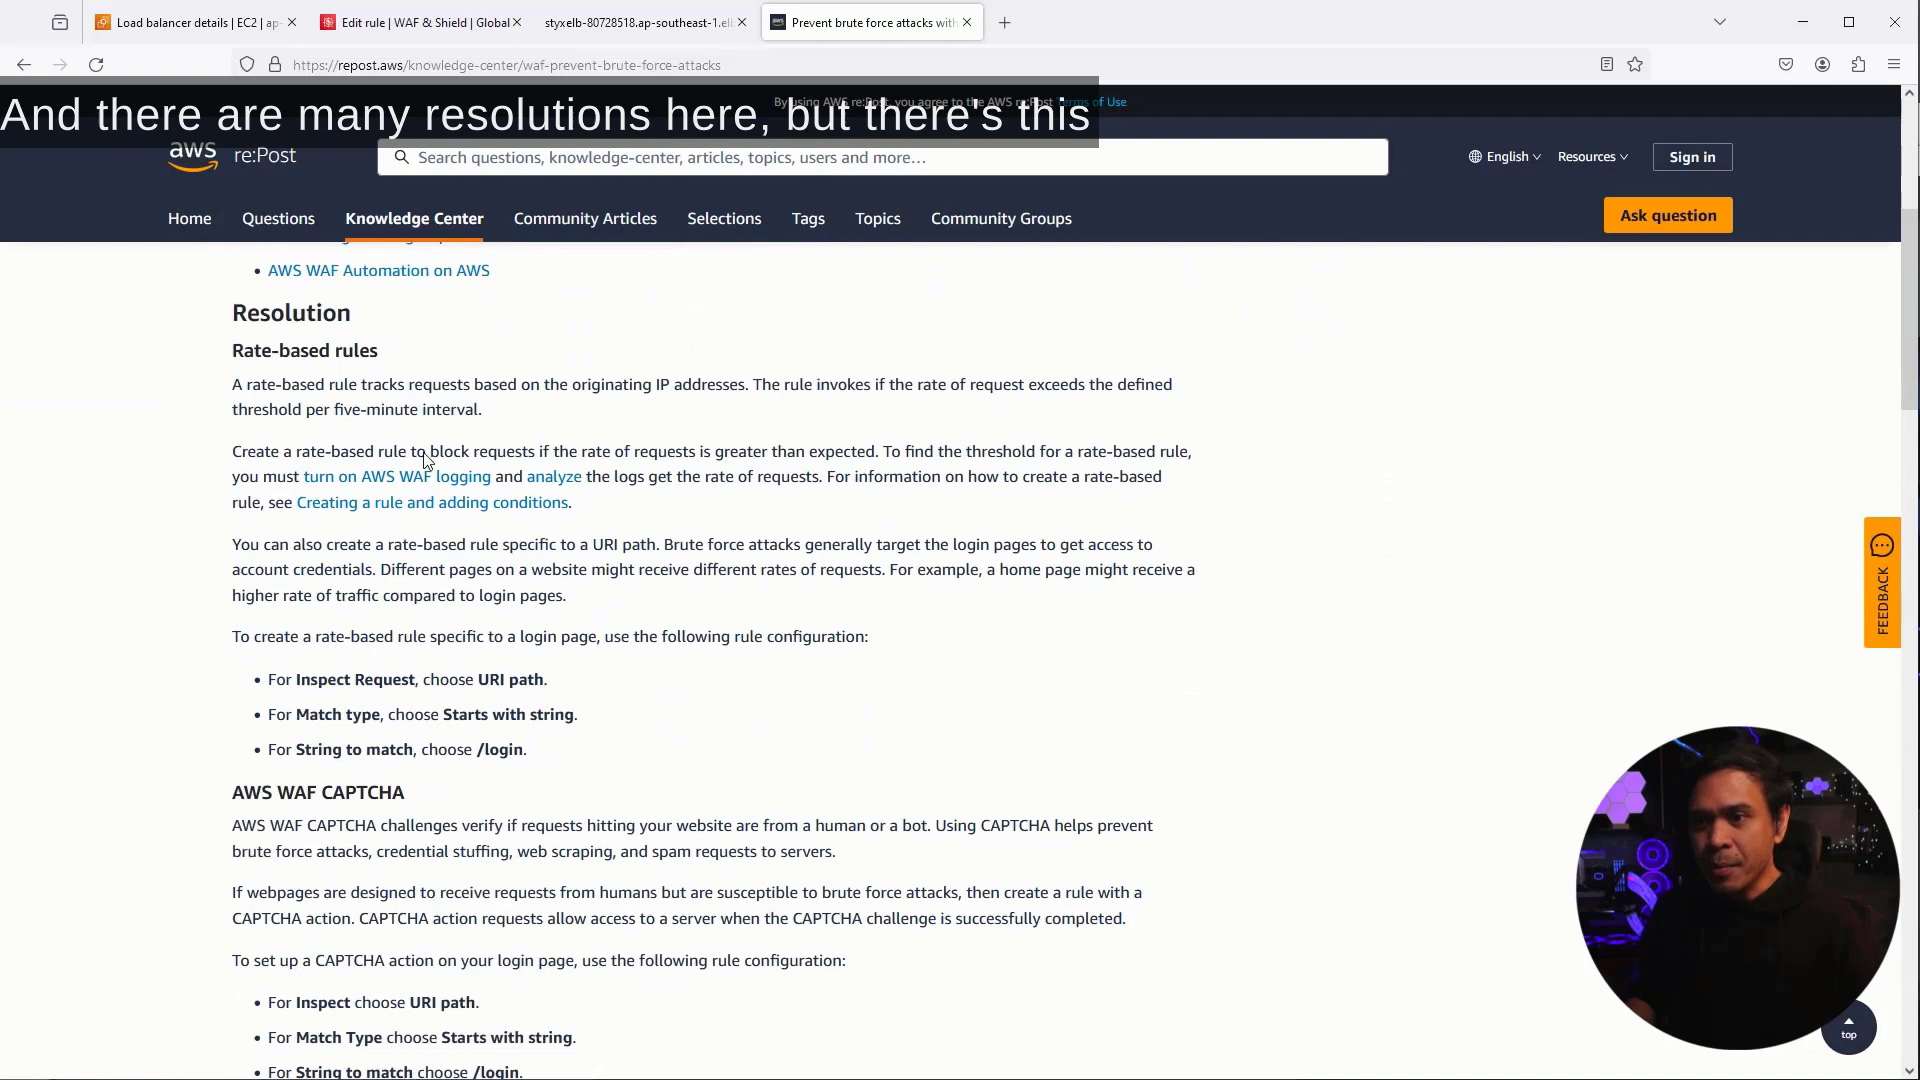 Load balancer details | EC2 | ap-
Edit rule | WAF & Shield | Global
styxelb-80728518.ap-southeast-1.el
Prevent brute force attacks with
https://repost.aws/knowledge-center/waf-prevent-brute-force-attacks
By using AWS re:Post, you agree to the AWS re:Post Terms of Use
And there are many resolutions here, but there's this
aws re:Post
Search questions, knowledge-center, articles, topics, users and more...
English
Resources
Sign in
Home
Questions
Knowledge Center
Community Articles
Selections
Tags
Topics
Community Groups
Ask question
• AWS WAF Automation on AWS
Resolution
Rate-based rules
A rate-based rule tracks requests based on the originating IP addresses. The rule invokes if the rate of request exceeds the defined
threshold per five-minute interval.
Create a rate-based rule to block requests if the rate of requests is greater than expected. To find the threshold for a rate-based rule,
you must turn on AWS WAF logging and analyze the logs get the rate of requests. For information on how to create a rate-based
rule, see Creating a rule and adding conditions.
You can also create a rate-based rule specific to a URI path. Brute force attacks generally target the login pages to get access to
account credentials. Different pages on a website might receive different rates of requests. For example, a home page might receive a
higher rate of traffic compared to login pages.
To create a rate-based rule specific to a login page, use the following rule configuration:
• For Inspect Request, choose URI path.
• For Match type, choose Starts with string.
• For String to match, choose /login.
AWS WAF CAPTCHA
AWS WAF CAPTCHA challenges verify if requests hitting your website are from a human or a bot. Using CAPTCHA helps prevent
brute force attacks, credential stuffing, web scraping, and spam requests to servers.
If webpages are designed to receive requests from humans but are susceptible to brute force attacks, then create a rule with a
CAPTCHA action. CAPTCHA action requests allow access to a server when the CAPTCHA challenge is successfully completed.
To set up a CAPTCHA action on your login page, use the following rule configuration:
• For Inspect choose URI path.
• For Match Type choose Starts with string.
• For String to match choose /login.
FEEDBACK
top